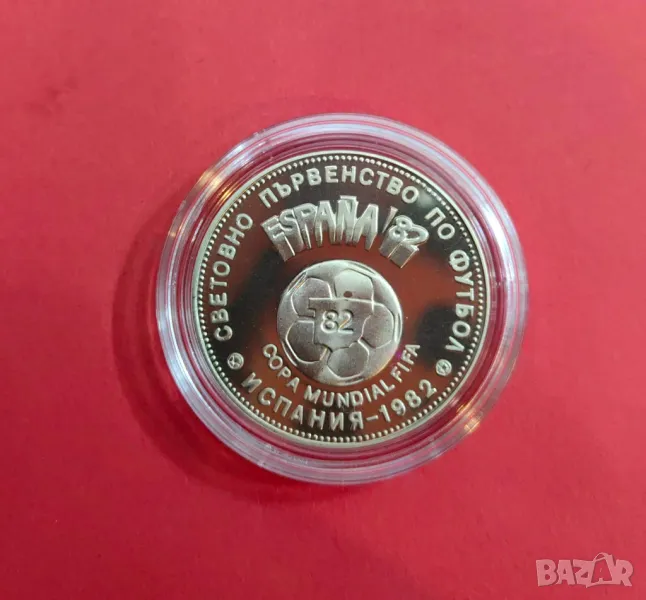 СВЕТОВНО ПЪРВЕНСТВО ПО ФУТБОЛ
ESPAÑA '82
82
COPA MUNDIAL FIFA
ИСПАНИЯ-1982
BAZAR